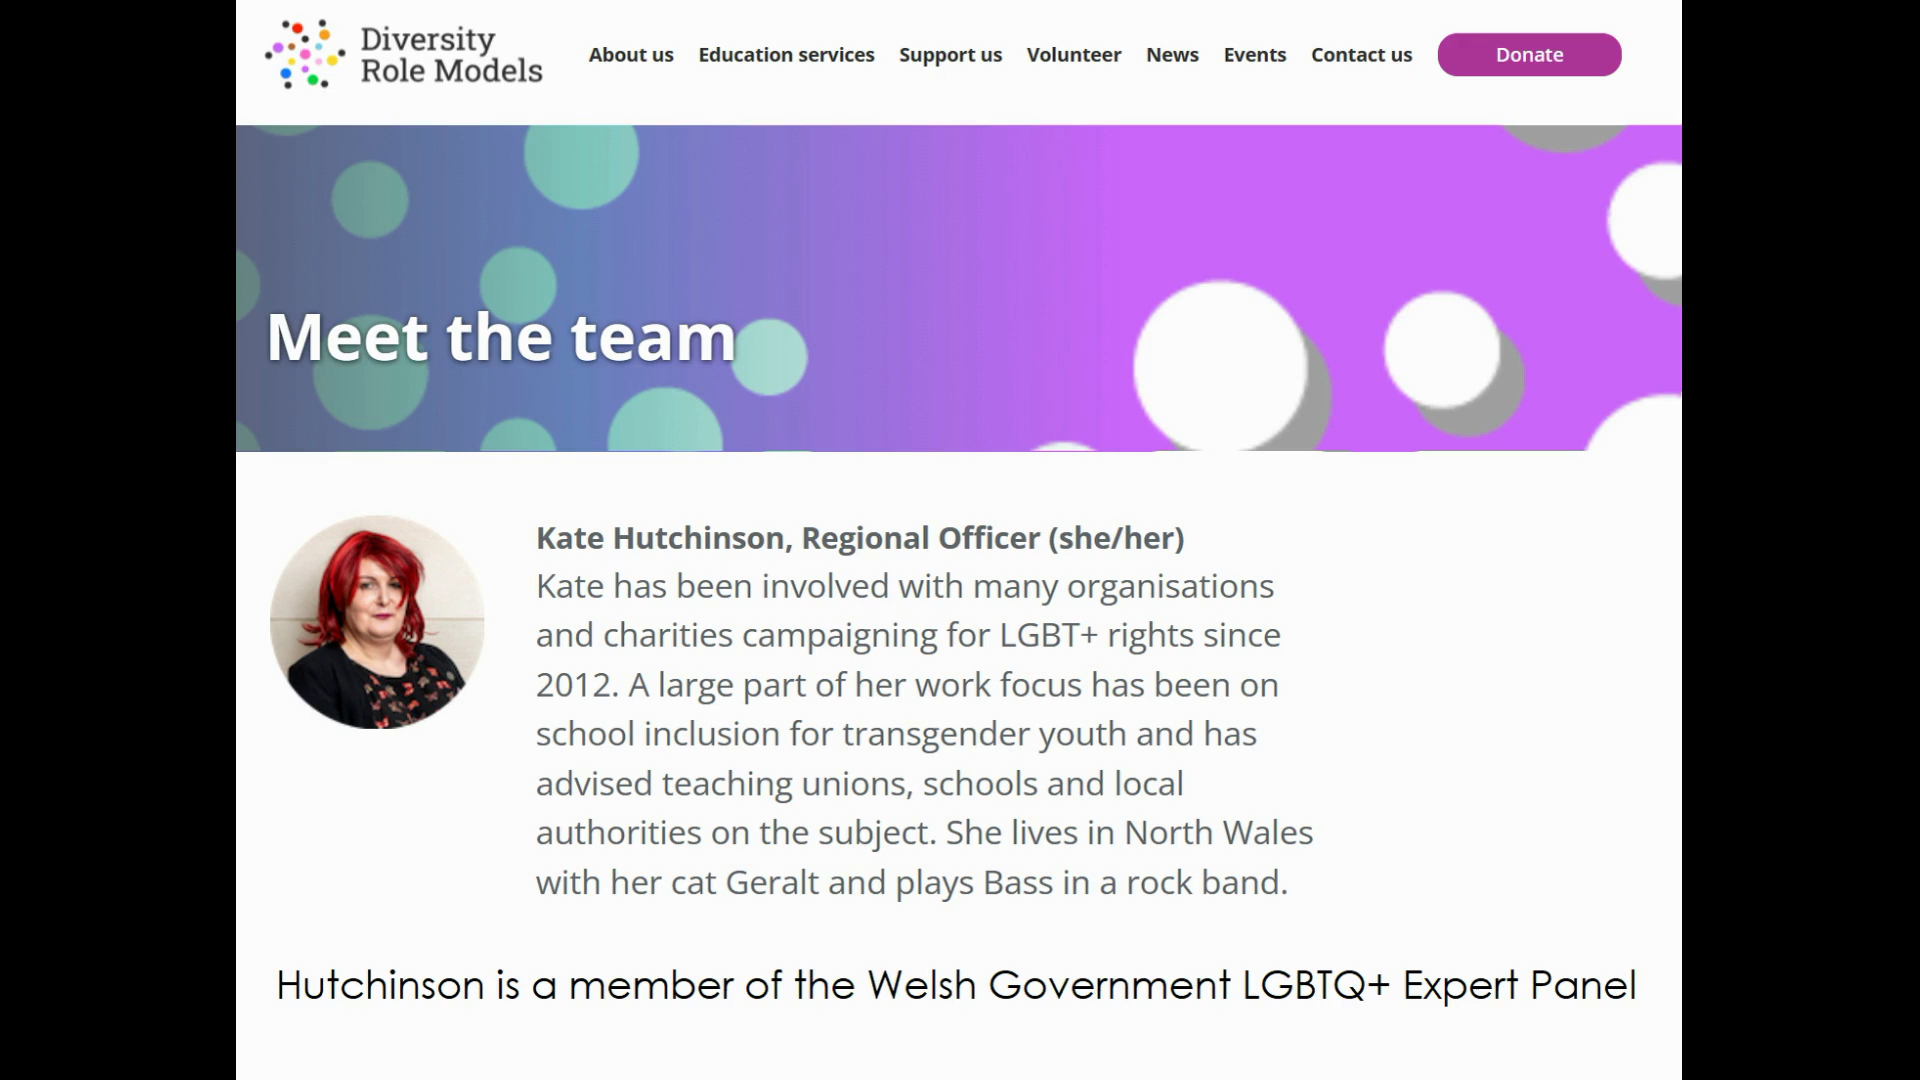 Diversity
Role Models
About us Education services Support us Volunteer News Events Contact us Donate
Meet the team
Kate Hutchinson, Regional Officer (she/her)
Kate has been involved with many organisations
and charities campaigning for LGBT+ rights since
2012. A large part of her work focus has been on
school inclusion for transgender youth and has
advised teaching unions, schools and local
authorities on the subject. She lives in North Wales
with her cat Geralt and plays Bass in a rock band.
Hutchinson is a member of the Welsh Government LGBTQ+ Expert Panel